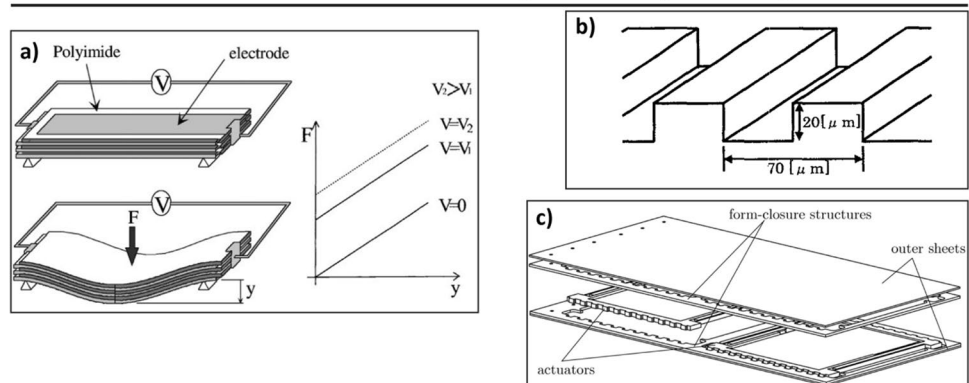 a)
Polyimide
electrode
V
V₂>V₁
F
V=V₂
V=V₁
V
F
V=0
y
y
b)
20[μm]
70 [μm]
c)
form-closure structures
outer sheets
actuators